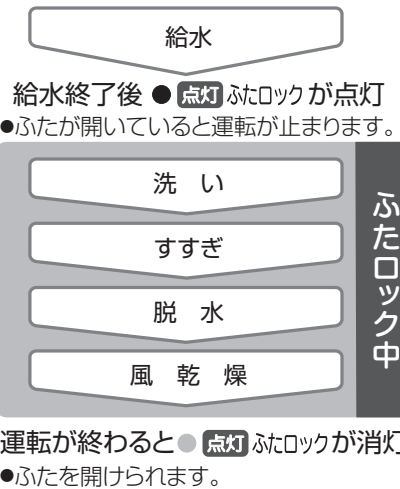 給水
給水終了後 ● 点灯 ふたロック が点灯
●ふたが開いていると運転が止まります。
洗 い
すすぎ
脱 水
風 乾 燥
ふたロック中
運転が終わると● 点灯 ふたロックが消灯
●ふたを開けられます。